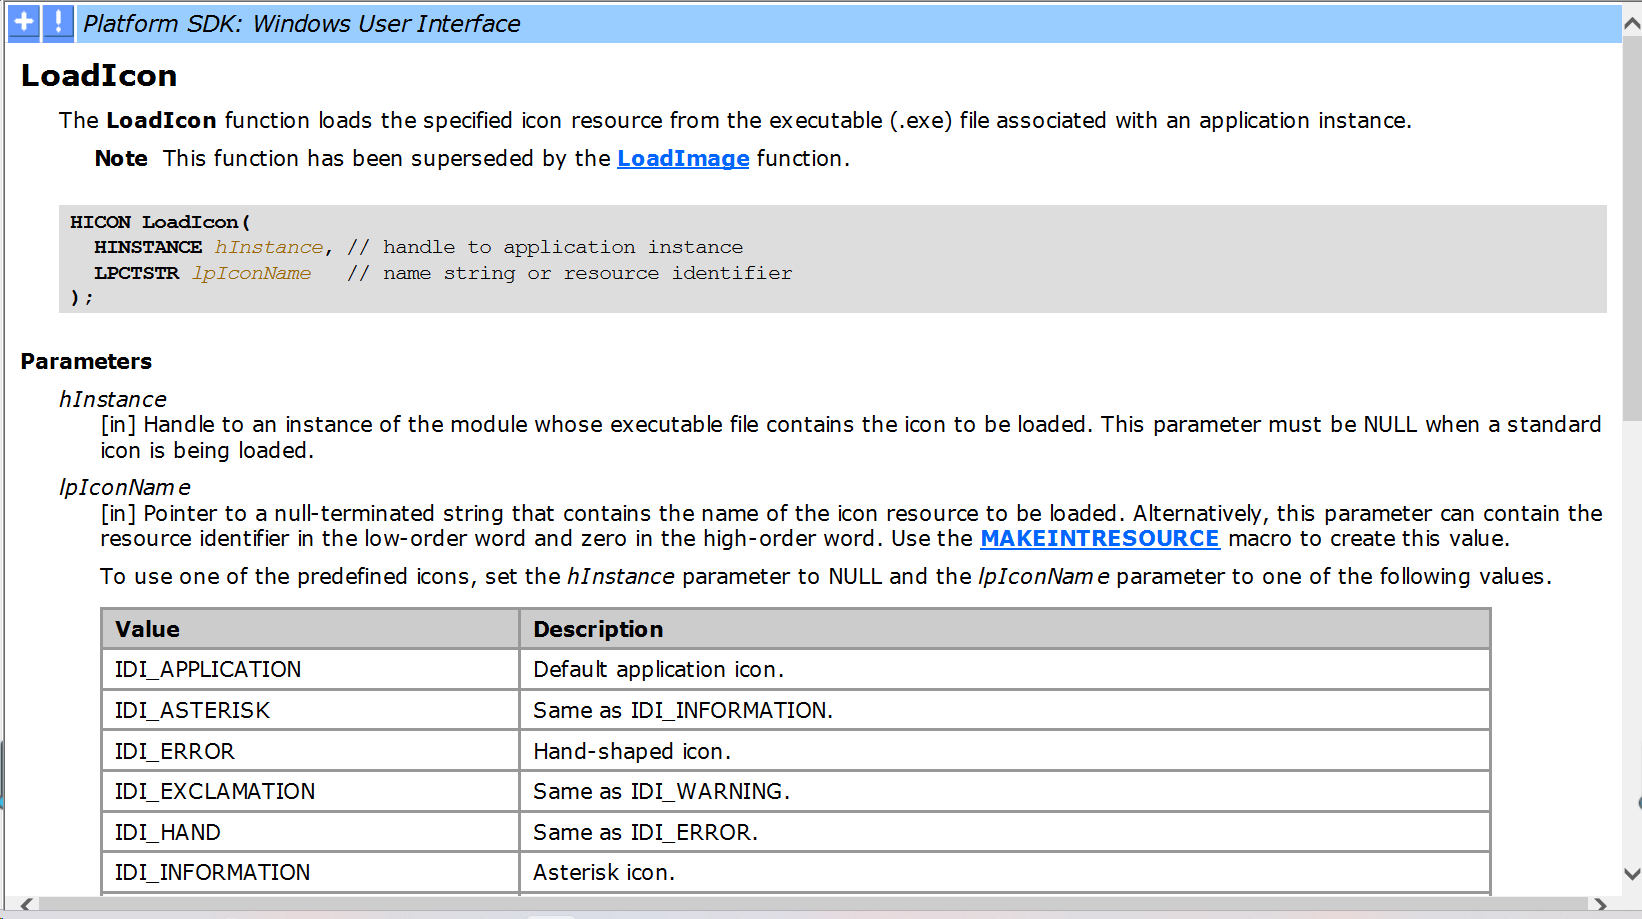 Platform SDK: Windows User Interface
LoadIcon
The LoadIcon function loads the specified icon resource from the executable (.exe) file associated with an application instance.
Note  This function has been superseded by the LoadImage function.
HICON LoadIcon(
  HINSTANCE hInstance, // handle to application instance
  LPCTSTR lpIconName   // name string or resource identifier
);
Parameters
hInstance
[in] Handle to an instance of the module whose executable file contains the icon to be loaded. This parameter must be NULL when a standard
icon is being loaded.
lpIconName
[in] Pointer to a null-terminated string that contains the name of the icon resource to be loaded. Alternatively, this parameter can contain the
resource identifier in the low-order word and zero in the high-order word. Use the MAKEINTRESOURCE macro to create this value.
To use one of the predefined icons, set the hInstance parameter to NULL and the lpIconName parameter to one of the following values.
Value Description
IDI_APPLICATION Default application icon.
IDI_ASTERISK Same as IDI_INFORMATION.
IDI_ERROR Hand-shaped icon.
IDI_EXCLAMATION Same as IDI_WARNING.
IDI_HAND Same as IDI_ERROR.
IDI_INFORMATION Asterisk icon.